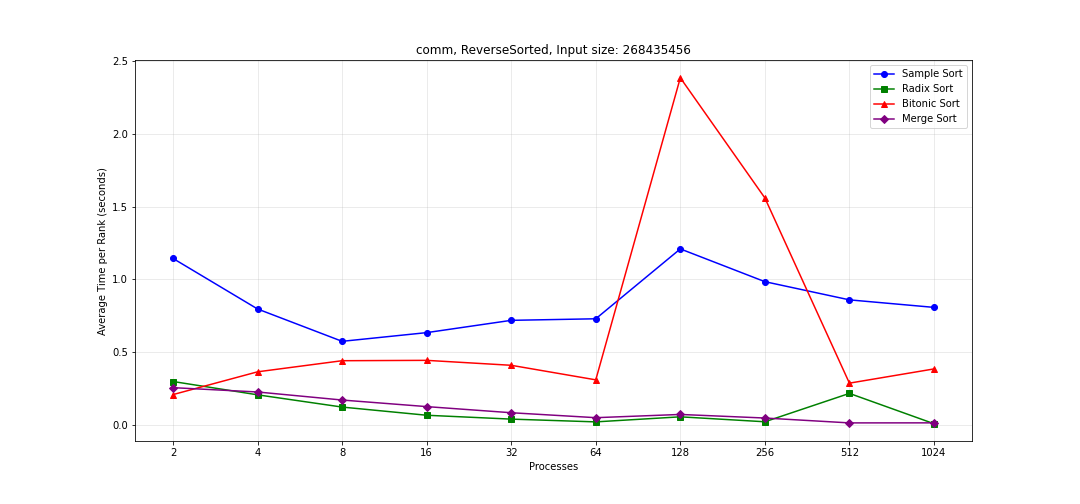 comm, ReverseSorted, Input size: 268435456
2.5
2.0
1.5
1.0
0.5
0.0
Average Time per Rank (seconds)
Sample Sort
Radix Sort
Bitonic Sort
Merge Sort
2 4 8 16 32 64 128 256 512 1024
Processes